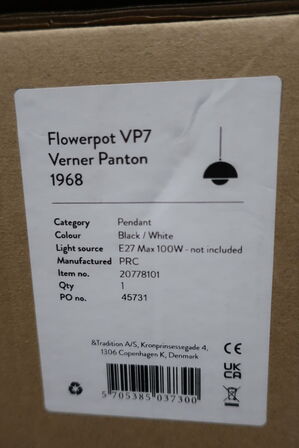 Flowerpot VP7
Verner Panton
1968
Category Pendant
Colour Black / White
Light source E27 Max 100W - not included
Manufactured PRC
Item no. 20778101
Qty 1
PO no. 45731
&Tradition A/S, Kronprinsessegade 4,
1306 Copenhagen K, Denmark
CE
UK
CA
5 705385 037300